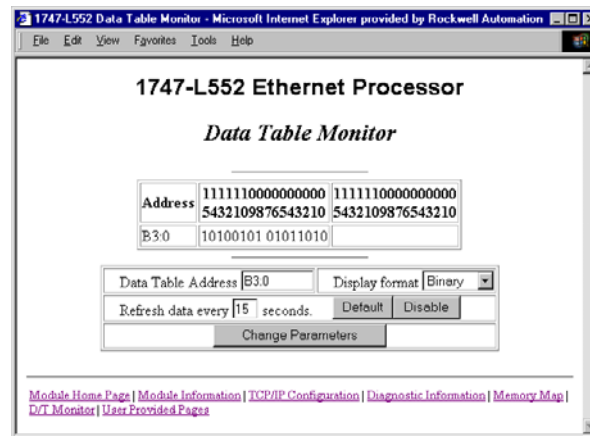 1747-L552 Data Table Monitor - Microsoft Internet Explorer provided by Rockwell Automation
File Edit View Favorites Tools Help
1747-L552 Ethernet Processor
Data Table Monitor
Address 1111110000000000 1111110000000000
5432109876543210 5432109876543210
B3:0 10100101 01011010
Data Table Address B3:0 Display format Binary
Refresh data every 15 seconds. Default Disable
Change Parameters
Module Home Page | Module Information | TCP/IP Configuration | Diagnostic Information | Memory Map |
D/T Monitor | User Provided Pages